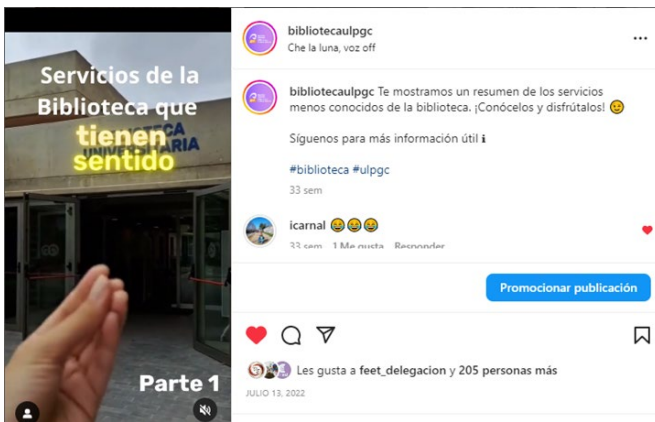 Servicios de la
Biblioteca que
tienen
sentido
Parte 1
bibliotecaulpgc
Che la luna, voz off
bibliotecaulpgc Te mostramos un resumen de los servicios
menos conocidos de la biblioteca. ¡Conócelos y disfrútalos! 😉
Síguenos para más información útil ℹ
#biblioteca #ulpgc
33 sem
icarnal 😂😂😂
33 sem 1 Me gusta Responder
Promocionar publicación
Les gusta a feet_delegacion y 205 personas más
JULIO 13, 2022